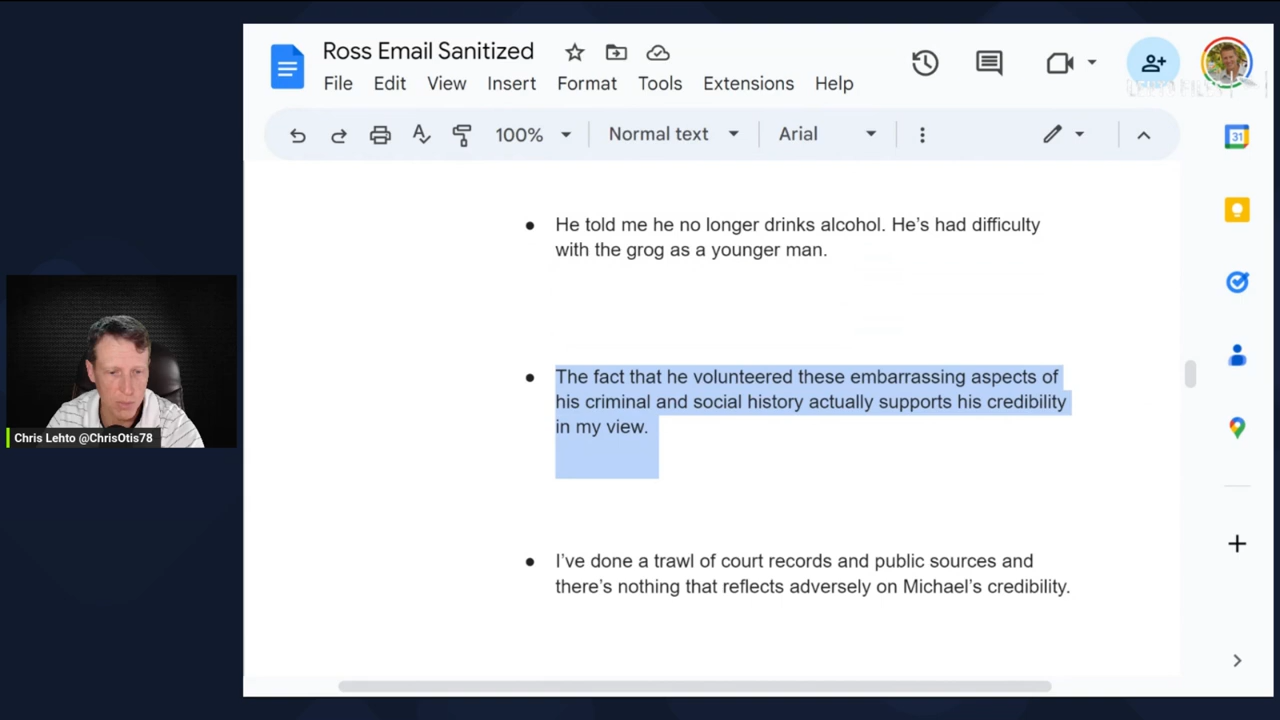 Ross Email Sanitized
File Edit View Insert Format Tools Extensions Help
100% Normal text Arial
31
● He told me he no longer drinks alcohol. He’s had difficulty
with the grog as a younger man.
● The fact that he volunteered these embarrassing aspects of
his criminal and social history actually supports his credibility
in my view.
Chris Lehto @ChrisOtis78
● I’ve done a trawl of court records and public sources and
there’s nothing that reflects adversely on Michael’s credibility.